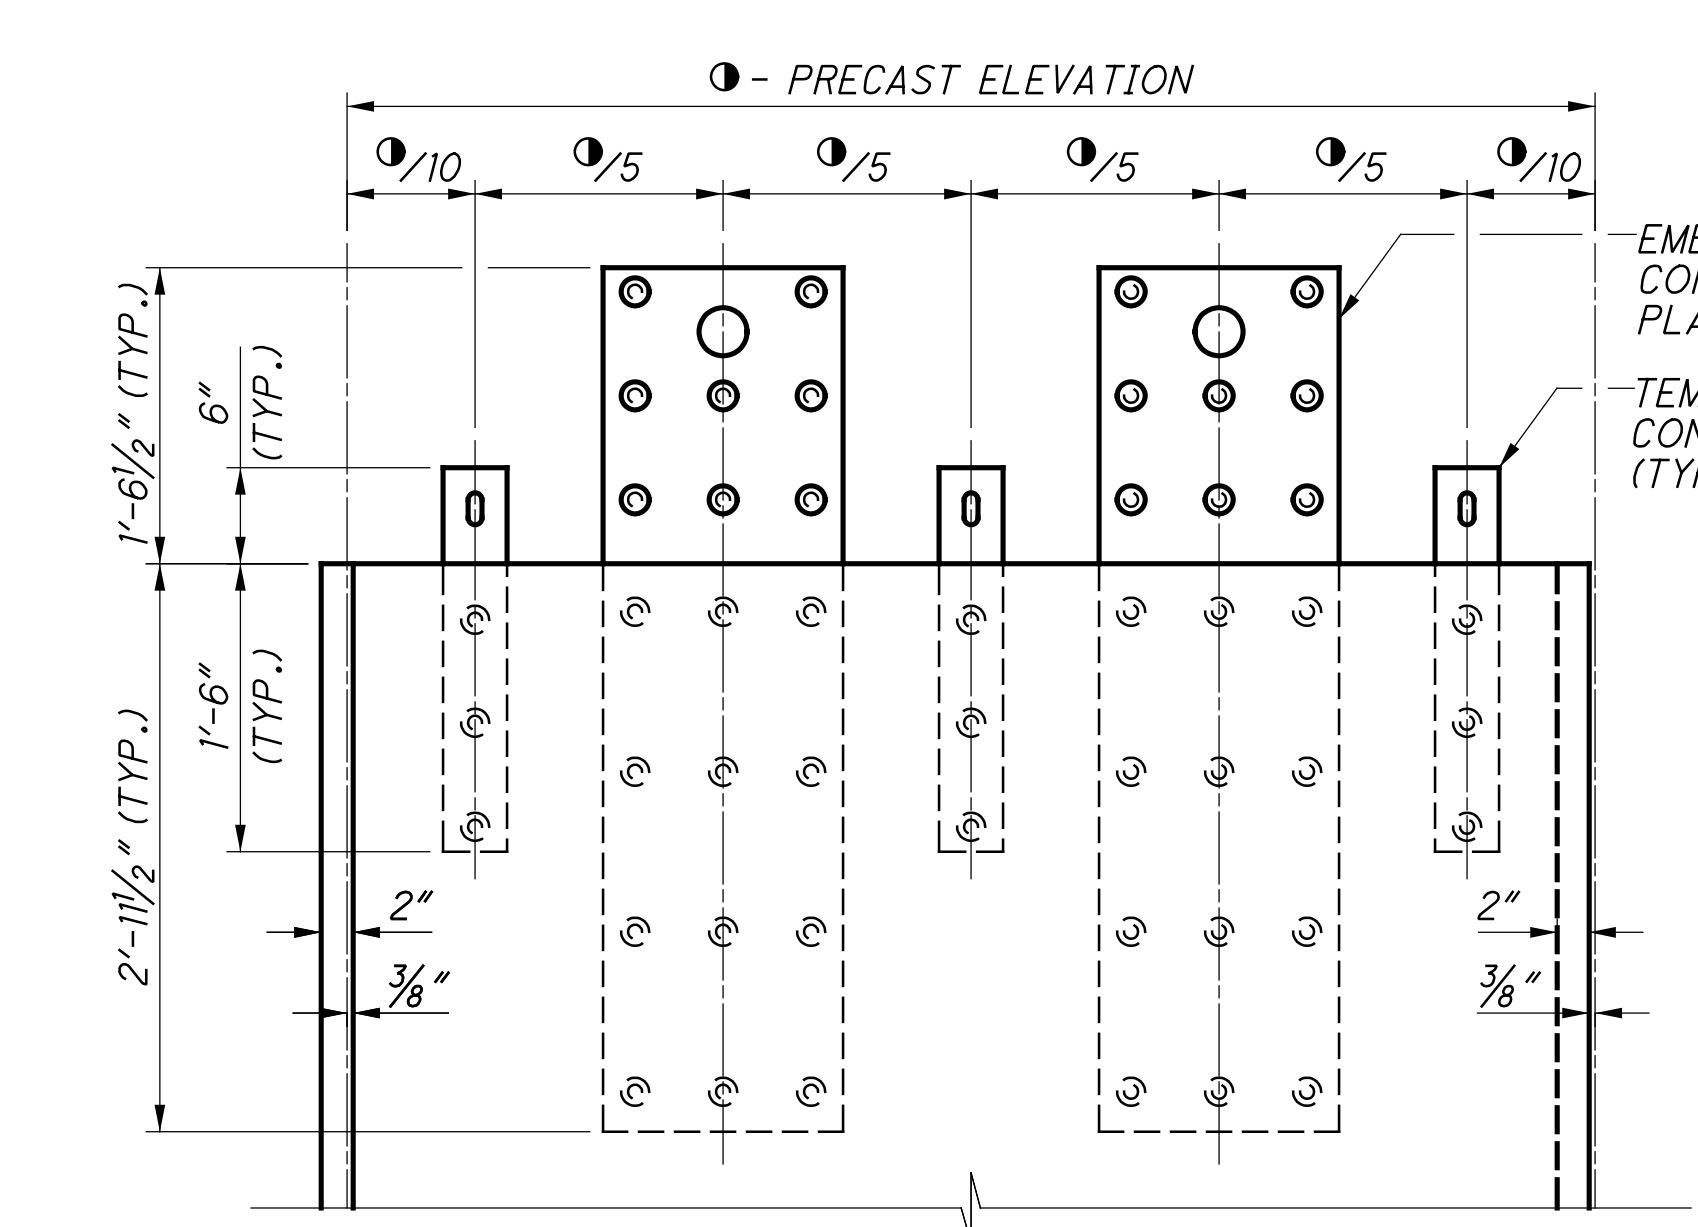 ◑ - PRECAST ELEVATION
◑/10 ◑/5 ◑/5 ◑/5 ◑/5 ◑/10
1'-6½" (TYP.)
6"
(TYP.)
1'-6"
(TYP.)
2'-11½" (TYP.)
2"
⅜"
2"
⅜"